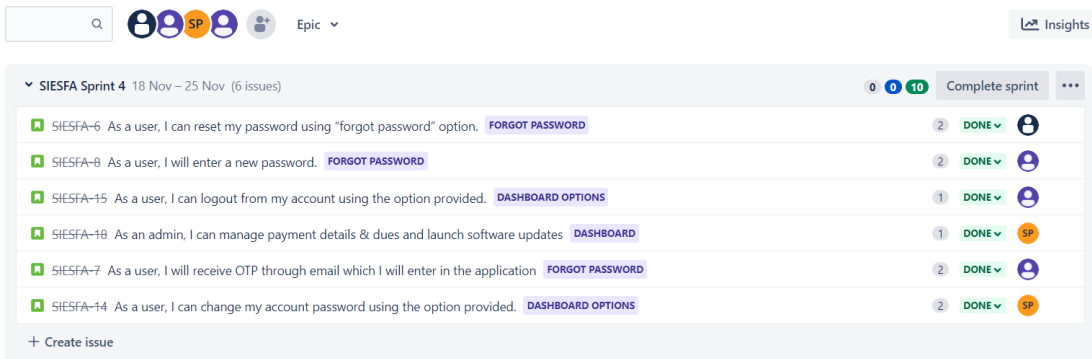 SP Epic Insights
SIESFA Sprint 4 18 Nov – 25 Nov (6 issues) 0 0 10 Complete sprint
SIESFA-6 As a user, I can reset my password using “forgot password” option. FORGOT PASSWORD 2 DONE
SIESFA-8 As a user, I will enter a new password. FORGOT PASSWORD 2 DONE
SIESFA-15 As a user, I can logout from my account using the option provided. DASHBOARD OPTIONS 1 DONE
SIESFA-18 As an admin, I can manage payment details & dues and launch software updates DASHBOARD 1 DONE SP
SIESFA-7 As a user, I will receive OTP through email which I will enter in the application FORGOT PASSWORD 2 DONE
SIESFA-14 As a user, I can change my account password using the option provided. DASHBOARD OPTIONS 2 DONE SP
+ Create issue